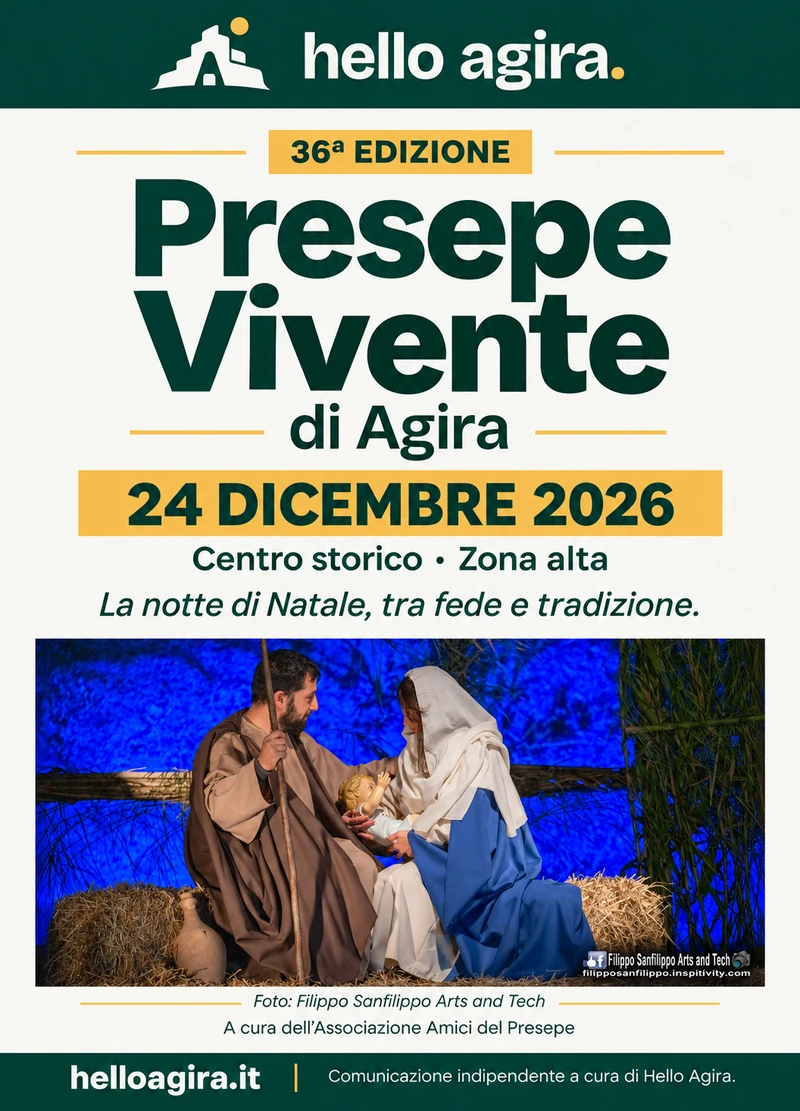 hello agira.
36ª EDIZIONE
Presepe
Vivente
di Agira
24 DICEMBRE 2026
Centro storico • Zona alta
La notte di Natale, tra fede e tradizione.
Filippo Sanfilippo Arts and Tech
filipposanfilippo.inspitivity.com
Foto: Filippo Sanfilippo Arts and Tech
A cura dell'Associazione Amici del Presepe
helloagira.it | Comunicazione indipendente a cura di Hello Agira.